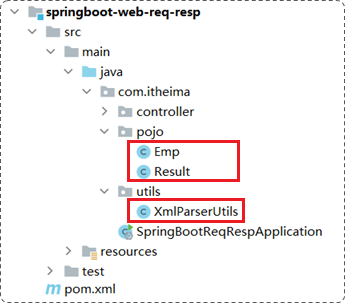 springboot-web-req-resp
src
main
java
com.itheima
controller
pojo
Emp
Result
utils
XmlParserUtils
SpringBootReqRespApplication
resources
test
pom.xml